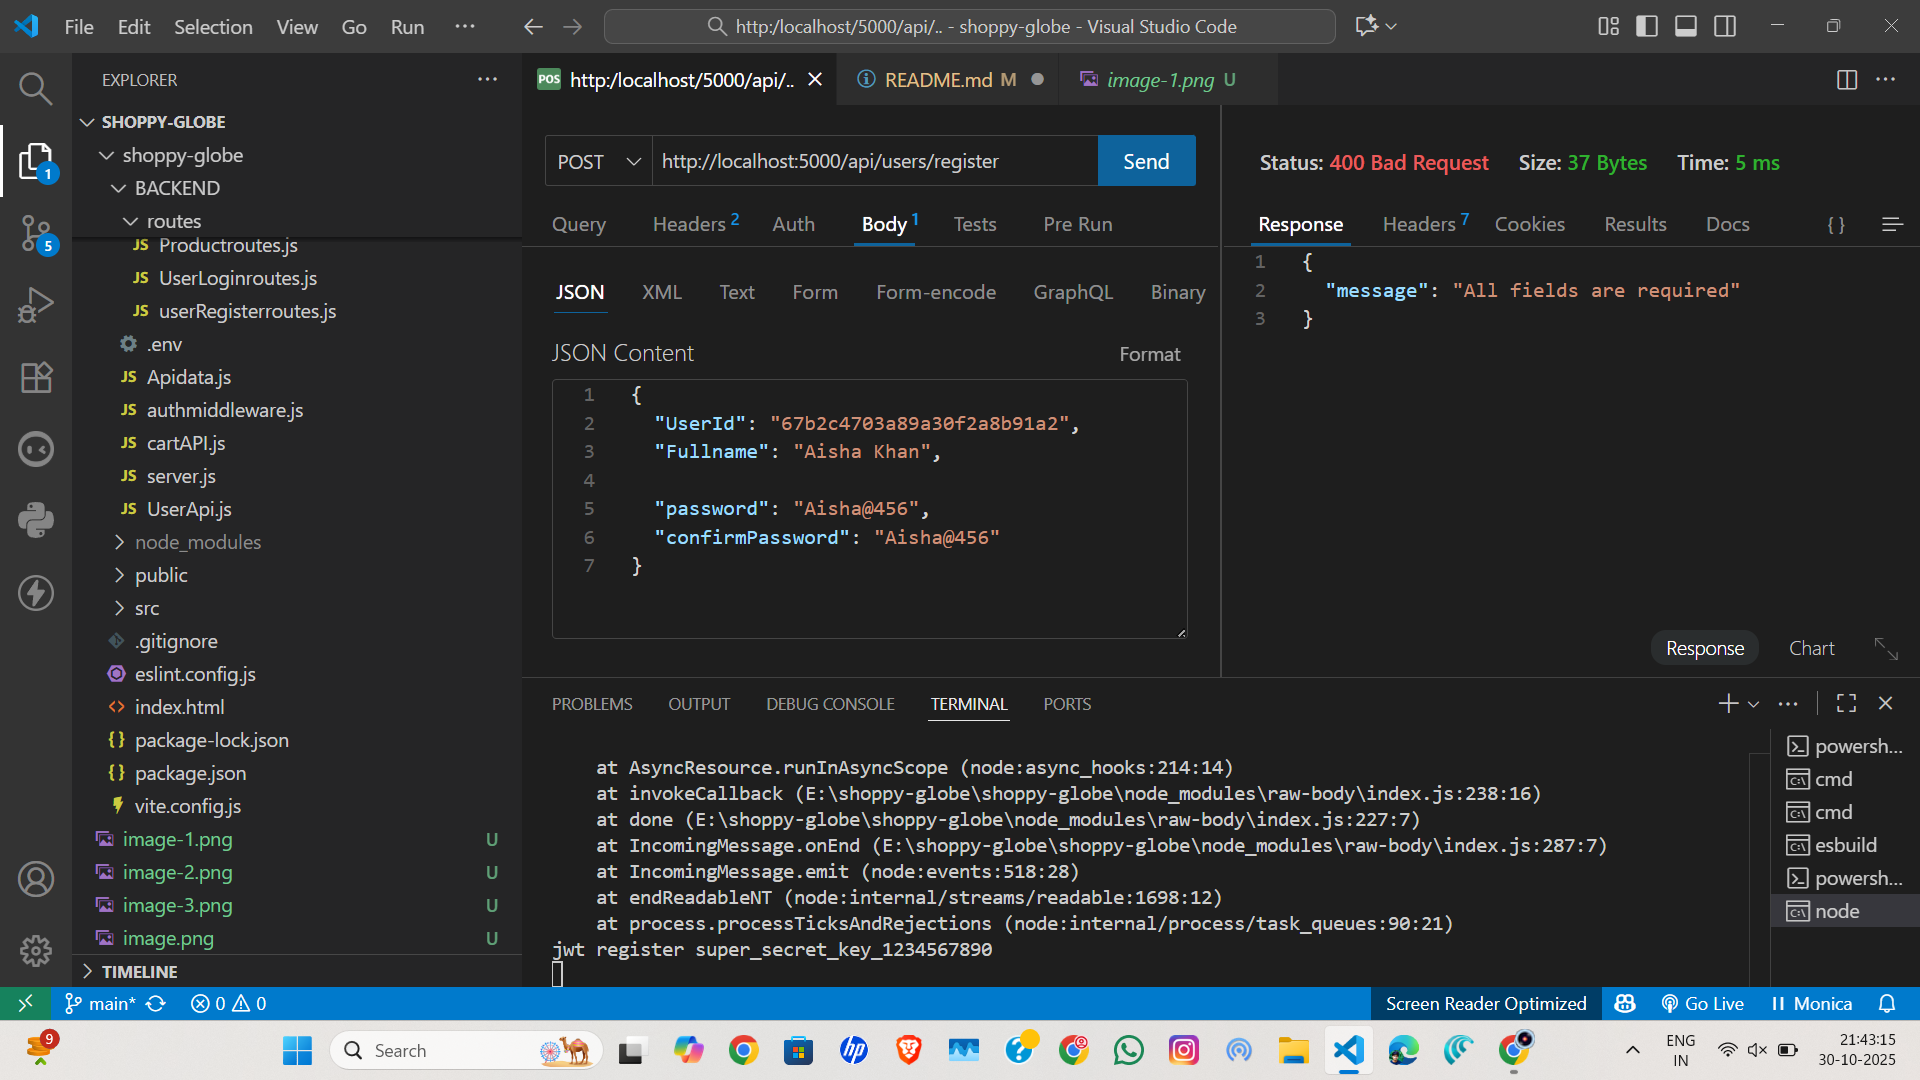 File Edit Selection View Go Run ···
http:/localhost/5000/api/.. - shoppy-globe - Visual Studio Code
EXPLORER
SHOPPY-GLOBE
shoppy-globe
BACKEND
routes
JS Productroutes.js
JS UserLoginroutes.js
JS userRegisterroutes.js
.env
JS Apidata.js
JS authmiddleware.js
JS cartAPI.js
JS server.js
JS UserApi.js
node_modules
public
src
.gitignore
eslint.config.js
<> index.html
{} package-lock.json
{} package.json
vite.config.js
image-1.png U
image-2.png U
image-3.png U
image.png U
TIMELINE
1
5
POS http:/localhost/5000/api/..
README.md M
image-1.png U
POST http://localhost:5000/api/users/register Send
Query Headers 2 Auth Body 1 Tests Pre Run
JSON XML Text Form Form-encode GraphQL Binary
JSON Content Format
1 {
2 "UserId": "67b2c4703a89a30f2a8b91a2",
3 "Fullname": "Aisha Khan",
4
5 "password": "Aisha@456",
6 "confirmPassword": "Aisha@456"
7 }
Status: 400 Bad Request Size: 37 Bytes Time: 5 ms
Response Headers 7 Cookies Results Docs {}
1 {
2 "message": "All fields are required"
3 }
Response Chart
PROBLEMS OUTPUT DEBUG CONSOLE TERMINAL PORTS
at AsyncResource.runInAsyncScope (node:async_hooks:214:14)
at invokeCallback (E:\shoppy-globe\shoppy-globe\node_modules\raw-body\index.js:238:16)
at done (E:\shoppy-globe\shoppy-globe\node_modules\raw-body\index.js:227:7)
at IncomingMessage.onEnd (E:\shoppy-globe\shoppy-globe\node_modules\raw-body\index.js:287:7)
at IncomingMessage.emit (node:events:518:28)
at endReadableNT (node:internal/streams/readable:1698:12)
at process.processTicksAndRejections (node:internal/process/task_queues:90:21)
jwt register super_secret_key_1234567890
powersh...
cmd
cmd
esbuild
powersh...
node
main* 0 0
Screen Reader Optimized Go Live Monica
9
Search
hp
ENG
IN
21:43:15
30-10-2025